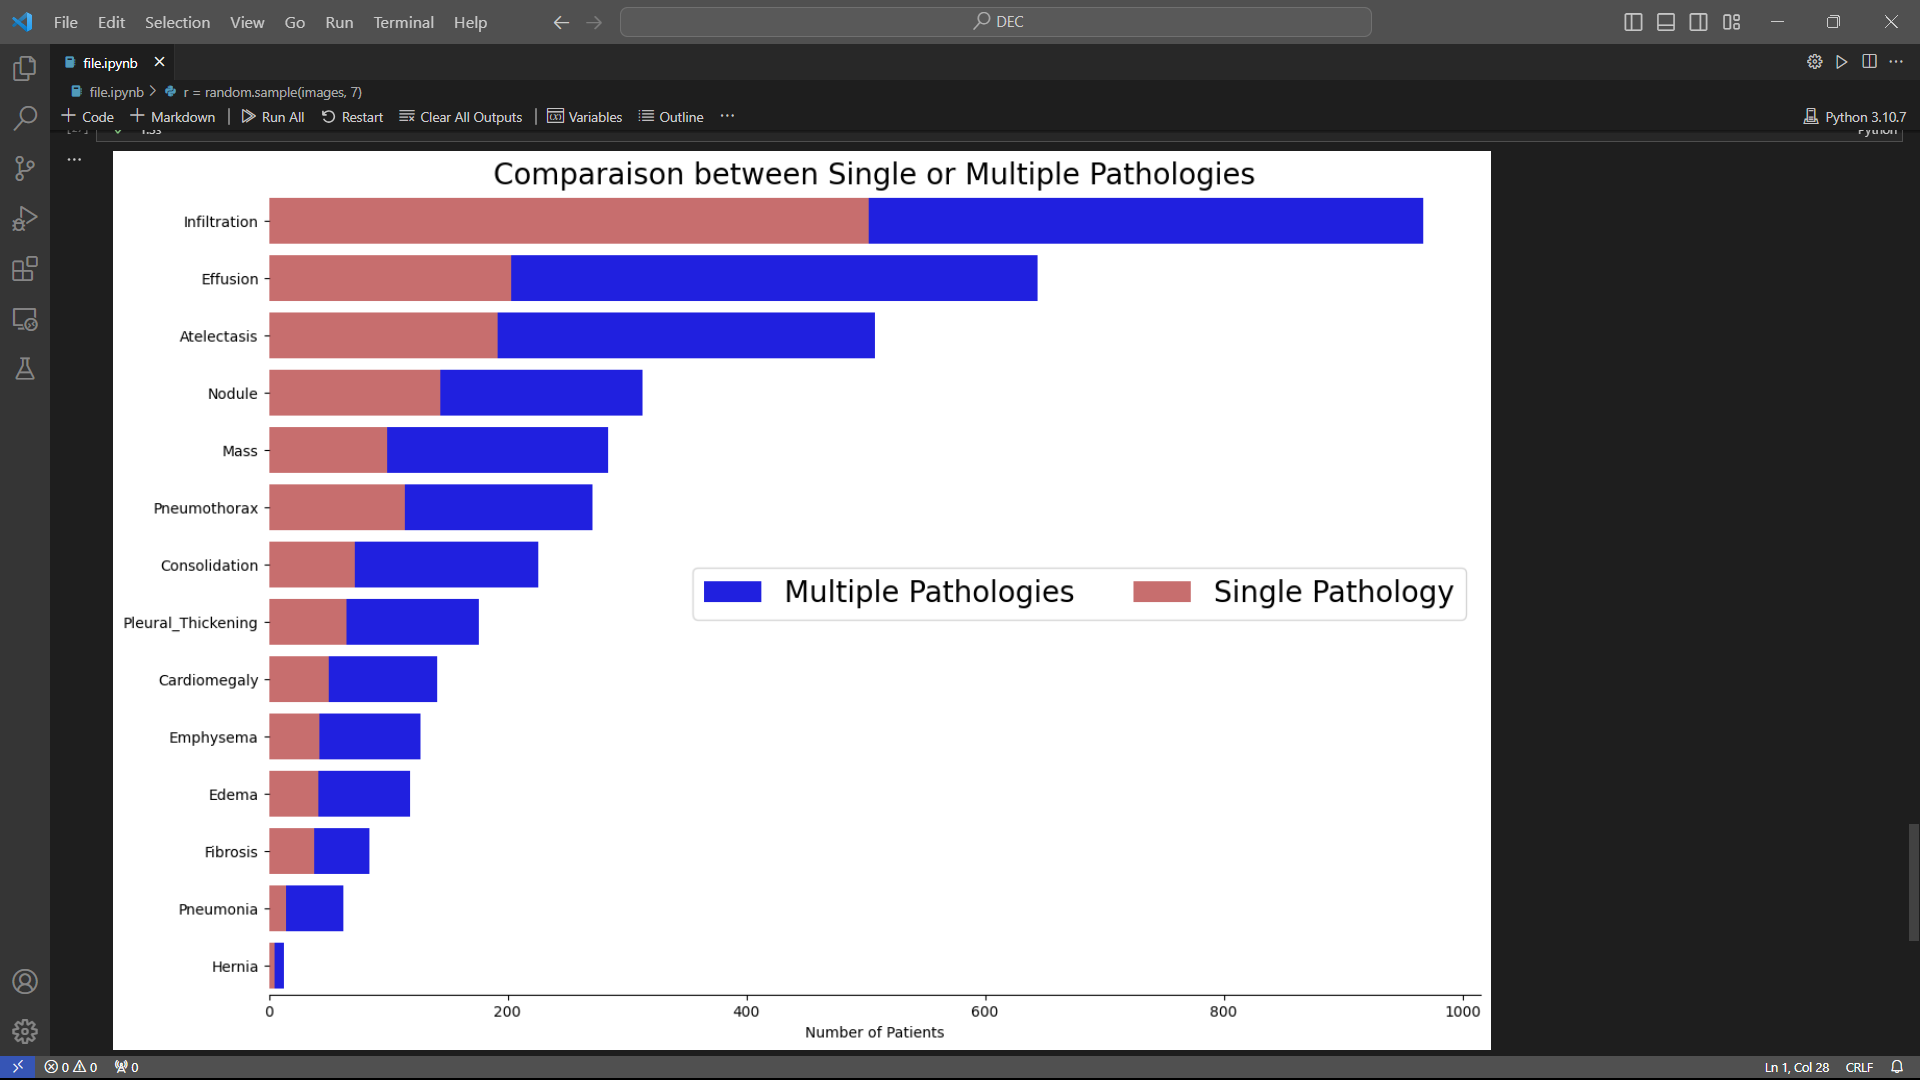 File Edit Selection View Go Run Terminal Help
DEC
file.ipynb
file.ipynb > r = random.sample(images, 7)
Code Markdown Run All Restart Clear All Outputs Variables Outline ... Python 3.10.7
Python
Comparaison between Single or Multiple Pathologies
Infiltration
Effusion
Atelectasis
Nodule
Mass
Pneumothorax
Consolidation
Multiple Pathologies Single Pathology
Pleural_Thickening
Cardiomegaly
Emphysema
Edema
Fibrosis
Pneumonia
Hernia
0 200 400 600 800 1000
Number of Patients
0 0 0 Ln 1, Col 28 CRLF